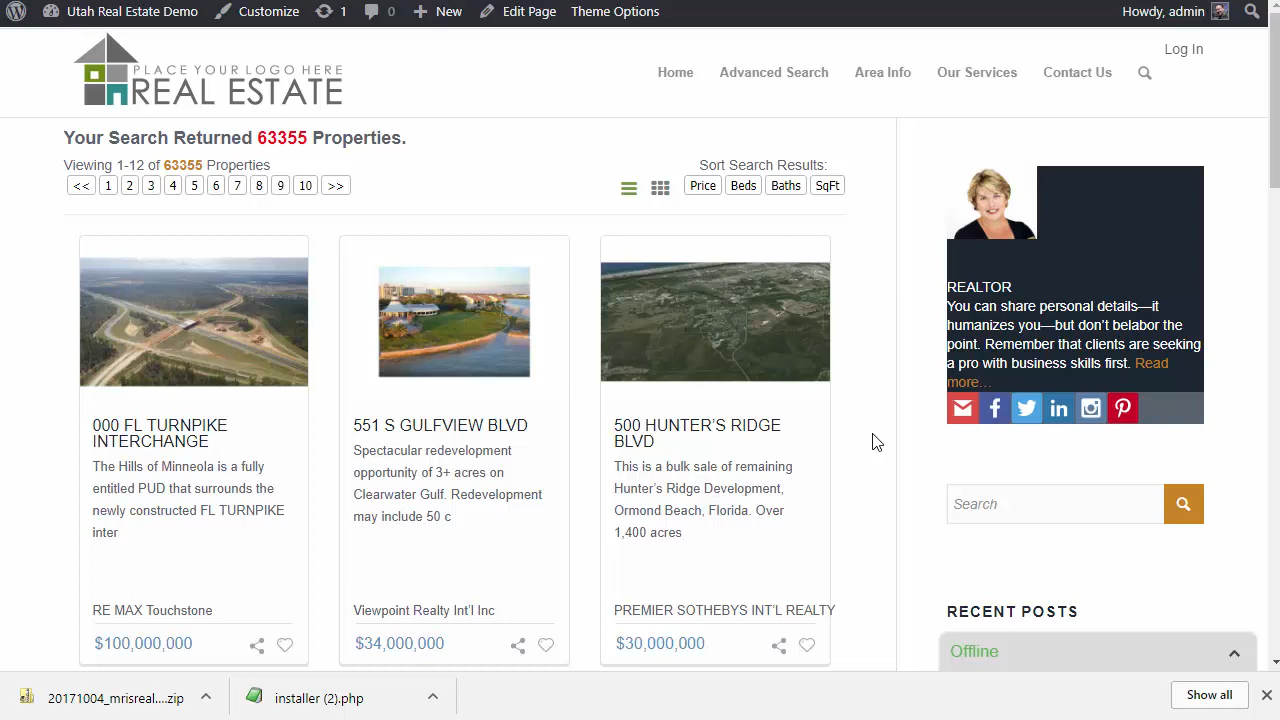 Utah Real Estate Demo Customize 1 0 New Edit Page Theme Options Howdy, admin
Log In
PLACE YOUR LOGO HERE
REAL ESTATE
Home Advanced Search Area Info Our Services Contact Us
Your Search Returned 63355 Properties.
Viewing 1-12 of 63355 Properties
Sort Search Results:
<< 1 2 3 4 5 6 7 8 9 10 >>
Price Beds Baths SqFt
000 FL TURNPIKE
INTERCHANGE
The Hills of Minneola is a fully
entitled PUD that surrounds the
newly constructed FL TURNPIKE
inter
RE MAX Touchstone
$100,000,000
551 S GULFVIEW BLVD
Spectacular redevelopment
opportunity of 3+ acres on
Clearwater Gulf. Redevelopment
may include 50 c
Viewpoint Realty Int'l Inc
$34,000,000
500 HUNTER'S RIDGE
BLVD
This is a bulk sale of remaining
Hunter's Ridge Development,
Ormond Beach, Florida. Over
1,400 acres
PREMIER SOTHEBYS INT'L REALTY
$30,000,000
REALTOR
You can share personal details—it
humanizes you—but don't belabor the
point. Remember that clients are seeking
a pro with business skills first. Read
more…
Search
RECENT POSTS
Offline
20171004_mrisreal....zip
installer (2).php
Show all